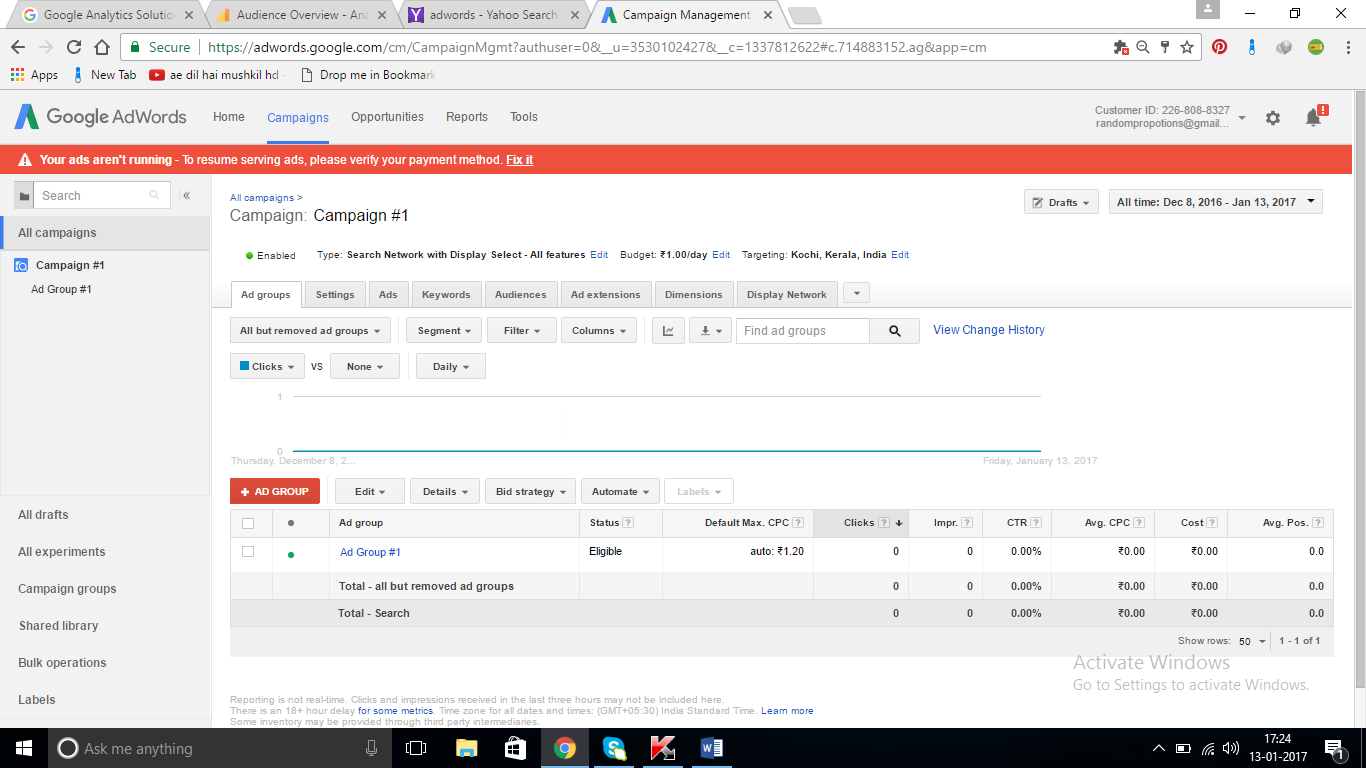 Google Analytics Solutio
Audience Overview - Ana
adwords - Yahoo Search
Campaign Management
Secure https://adwords.google.com/cm/CampaignMgmt?authuser=0&__u=3530102427&__c=1337812622#c.714883152.ag&app=cm
Apps New Tab ae dil hai mushkil hd - Drop me in Bookmark
Google AdWords Home Campaigns Opportunities Reports Tools
Customer ID: 226-808-8327
randompropotions@gmail...
Your ads aren't running - To resume serving ads, please verify your payment method. Fix it
Search
All campaigns
Campaign #1
Ad Group #1
All drafts
All experiments
Campaign groups
Shared library
Bulk operations
Labels
All campaigns >
Campaign: Campaign #1
Drafts
All time: Dec 8, 2016 - Jan 13, 2017
Enabled Type: Search Network with Display Select - All features Edit Budget: ₹1.00/day Edit Targeting: Kochi, Kerala, India Edit
Ad groups Settings Ads Keywords Audiences Ad extensions Dimensions Display Network
All but removed ad groups Segment Filter Columns Find ad groups View Change History
Clicks VS None Daily
1
0
Thursday, December 8, 2... Friday, January 13, 2017
+ AD GROUP Edit Details Bid strategy Automate Labels
Ad group Status ? Default Max. CPC ? Clicks ? Impr. ? CTR ? Avg. CPC ? Cost ? Avg. Pos. ?
Ad Group #1 Eligible auto: ₹1.20 0 0 0.00% ₹0.00 ₹0.00 0.0
Total - all but removed ad groups 0 0 0.00% ₹0.00 ₹0.00 0.0
Total - Search 0 0 0.00% ₹0.00 ₹0.00 0.0
Show rows: 50 1 - 1 of 1
Activate Windows
Go to Settings to activate Windows.
Reporting is not real-time. Clicks and impressions received in the last three hours may not be included here.
There is an 18+ hour delay for some metrics. Time zone for all dates and times: (GMT+05:30) India Standard Time. Learn more
Some inventory may be provided through third party intermediaries.
Ask me anything
17:24
13-01-2017
1